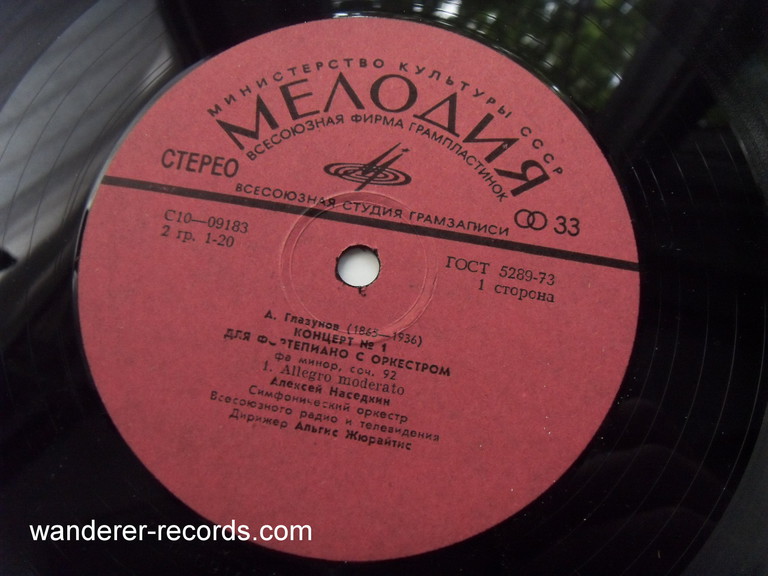 МИНИСТЕРСТВО КУЛЬТУРЫ СССР
МЕЛОДИЯ
ВСЕСОЮЗНАЯ ФИРМА ГРАМПЛАСТИНОК
СТЕРЕО
ВСЕСОЮЗНАЯ СТУДИЯ ГРАМЗАПИСИ
33
С10—09183
2 гр. 1-20
ГОСТ 5289-73
1 сторона
А. Глазунов (1865—1936)
КОНЦЕРТ № 1
ДЛЯ ФОРТЕПИАНО С ОРКЕСТРОМ
фа минор, соч. 92
1. Allegro moderato
Алексей Наседкин
Симфонический оркестр
Всесоюзного радио и телевидения
Дирижер Альгис Жюрайтис
wanderer-records.com